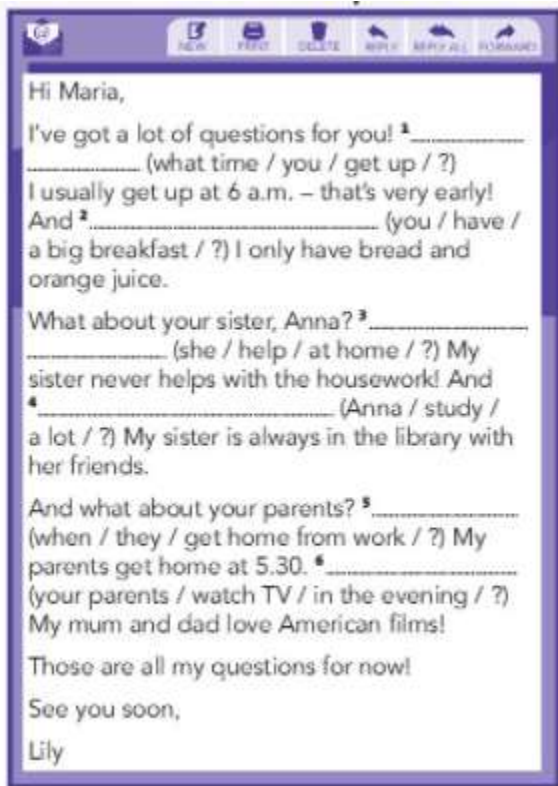 NEW PRINT DELETE REPLY REPLY ALL FORWARD
Hi Maria,
I've got a lot of questions for you! 1
(what time / you / get up / ?)
I usually get up at 6 a.m. – that's very early!
And 2 (you / have /
a big breakfast / ?) I only have bread and
orange juice.
What about your sister, Anna? 3
(she / help / at home / ?) My
sister never helps with the housework! And
4 (Anna / study /
a lot / ?) My sister is always in the library with
her friends.
And what about your parents? 5
(when / they / get home from work / ?) My
parents get home at 5.30. 6
(your parents / watch TV / in the evening / ?)
My mum and dad love American films!
Those are all my questions for now!
See you soon,
Lily